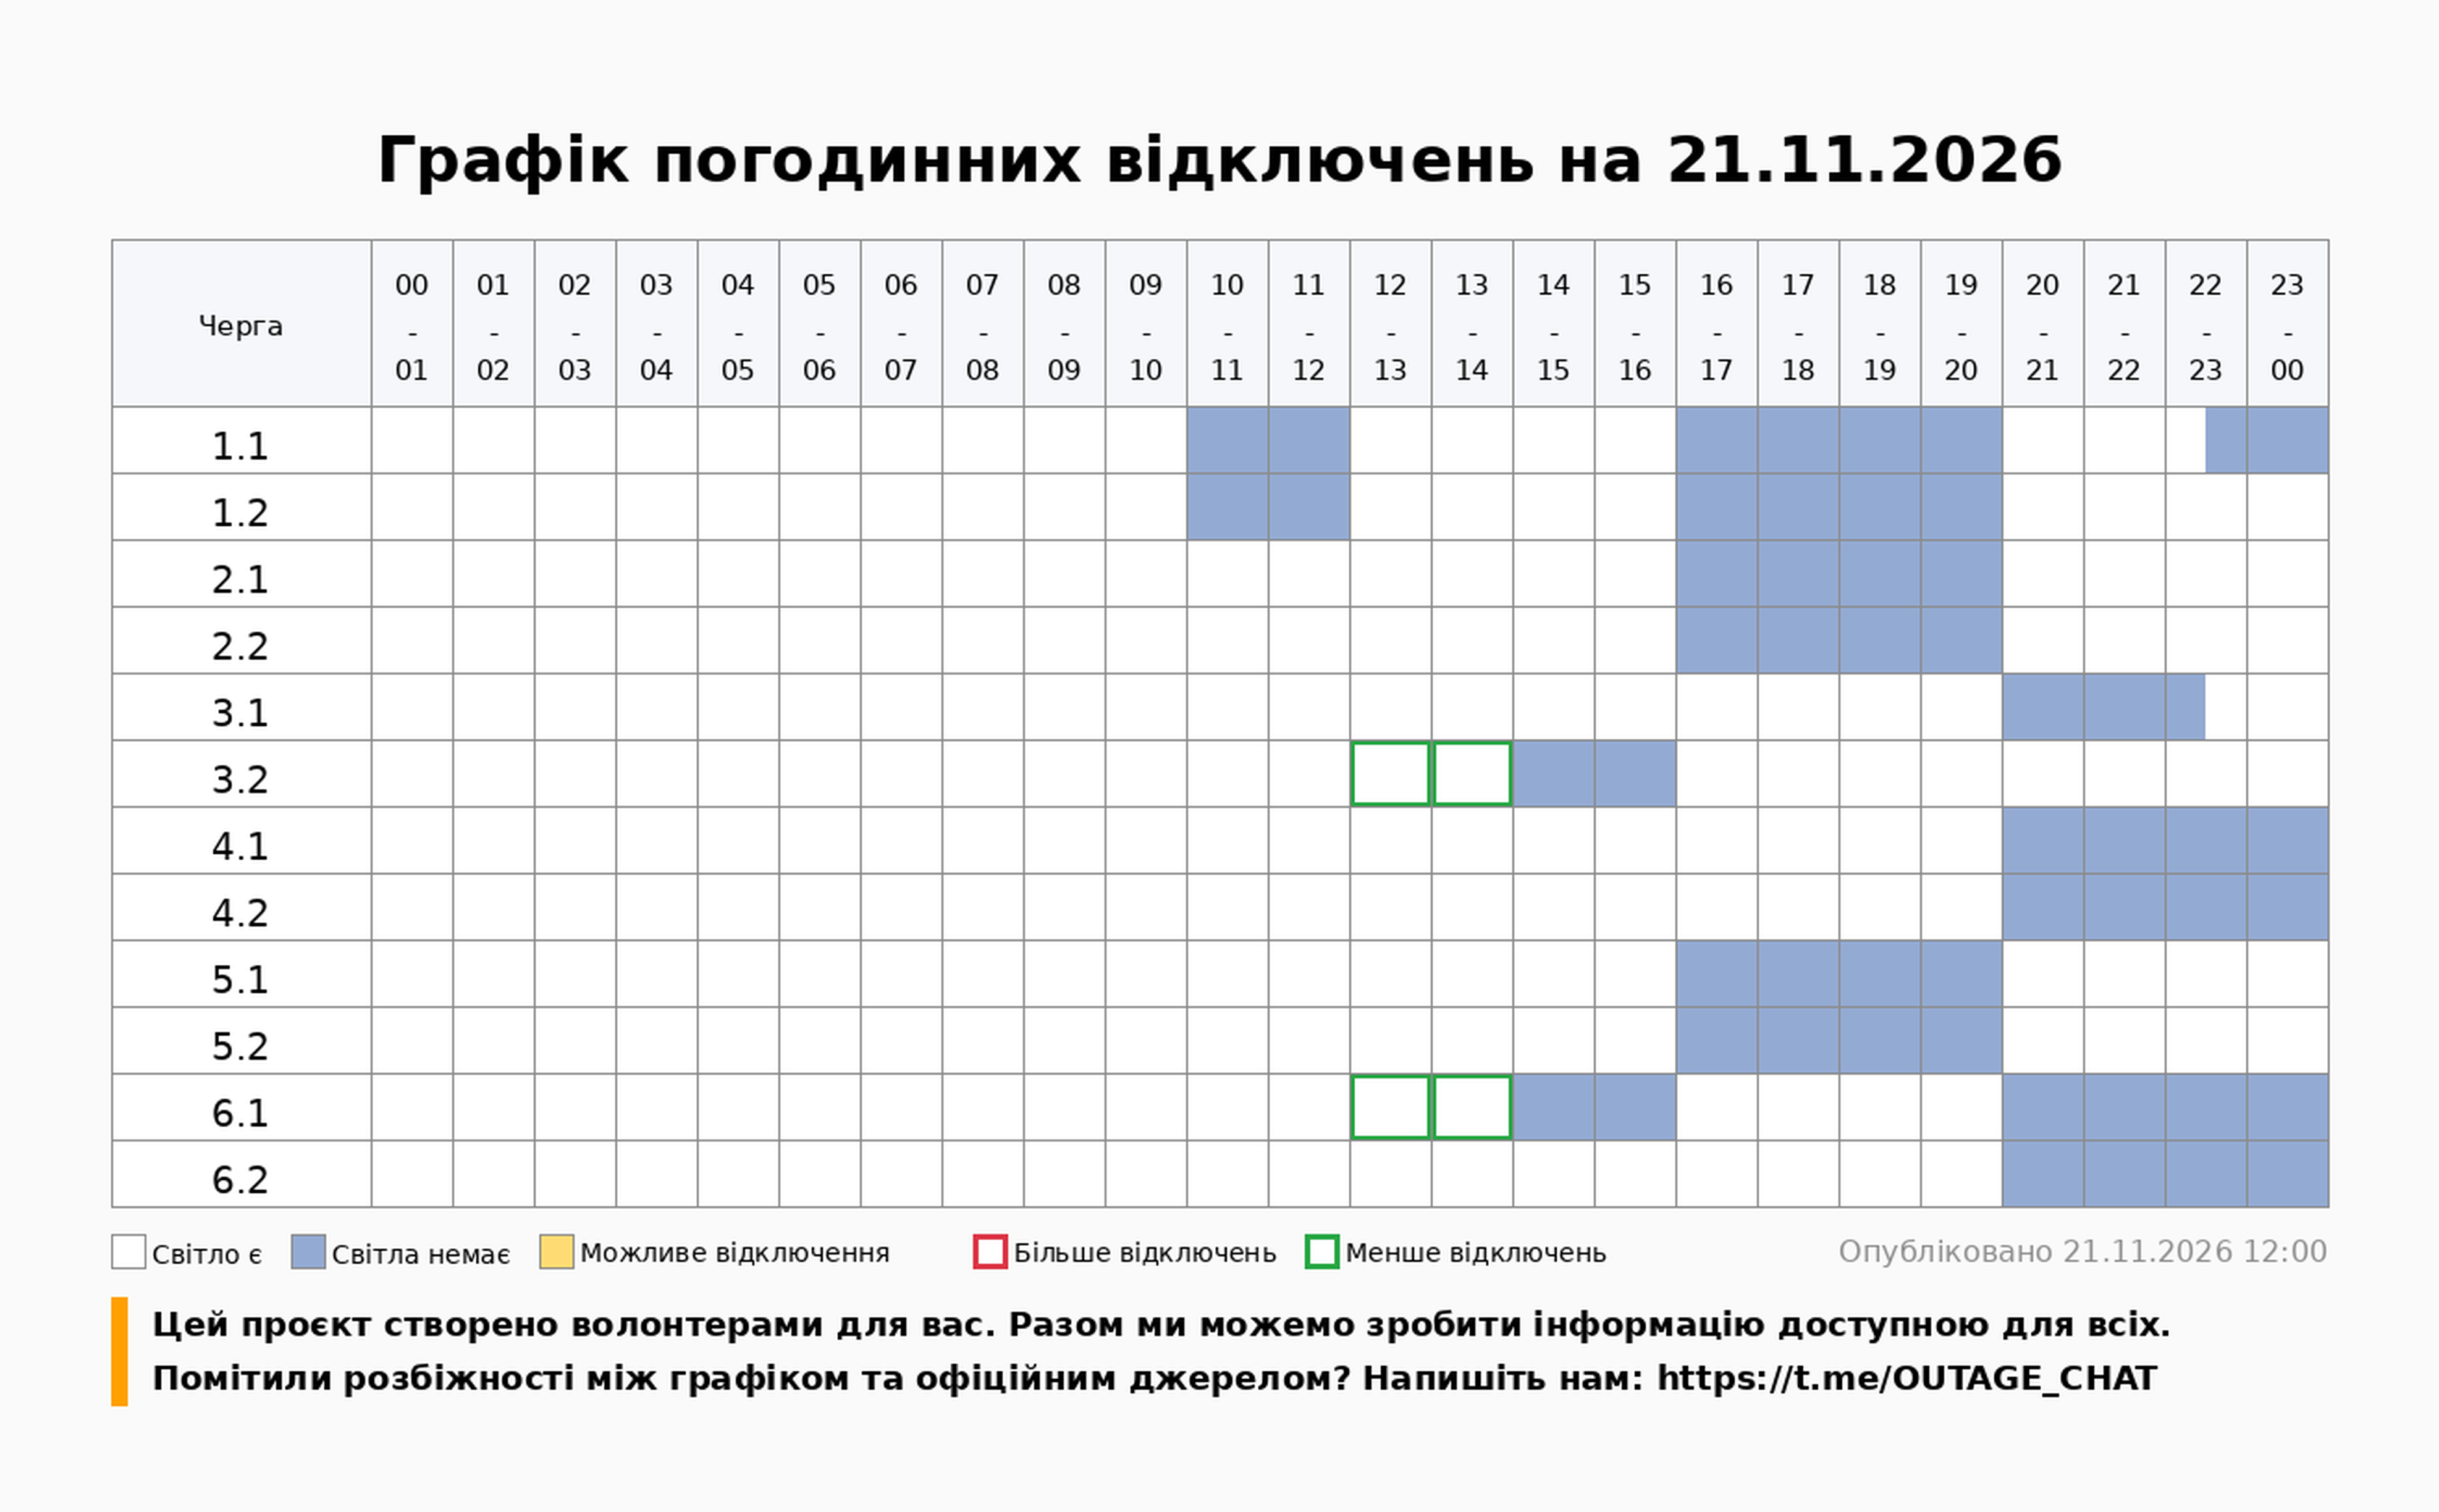 Графік погодинних відключень на 21.11.2026
Черга
00 - 01
01 - 02
02 - 03
03 - 04
04 - 05
05 - 06
06 - 07
07 - 08
08 - 09
09 - 10
10 - 11
11 - 12
12 - 13
13 - 14
14 - 15
15 - 16
16 - 17
17 - 18
18 - 19
19 - 20
20 - 21
21 - 22
22 - 23
23 - 00
1.1
1.2
2.1
2.2
3.1
3.2
4.1
4.2
5.1
5.2
6.1
6.2
Світло є
Світла немає
Можливе відключення
Більше відключень
Менше відключень
Опубліковано 21.11.2026 12:00
Цей проєкт створено волонтерами для вас. Разом ми можемо зробити інформацію доступною для всіх.
Помітили розбіжності між графіком та офіційним джерелом? Напишіть нам: https://t.me/OUTAGE_CHAT